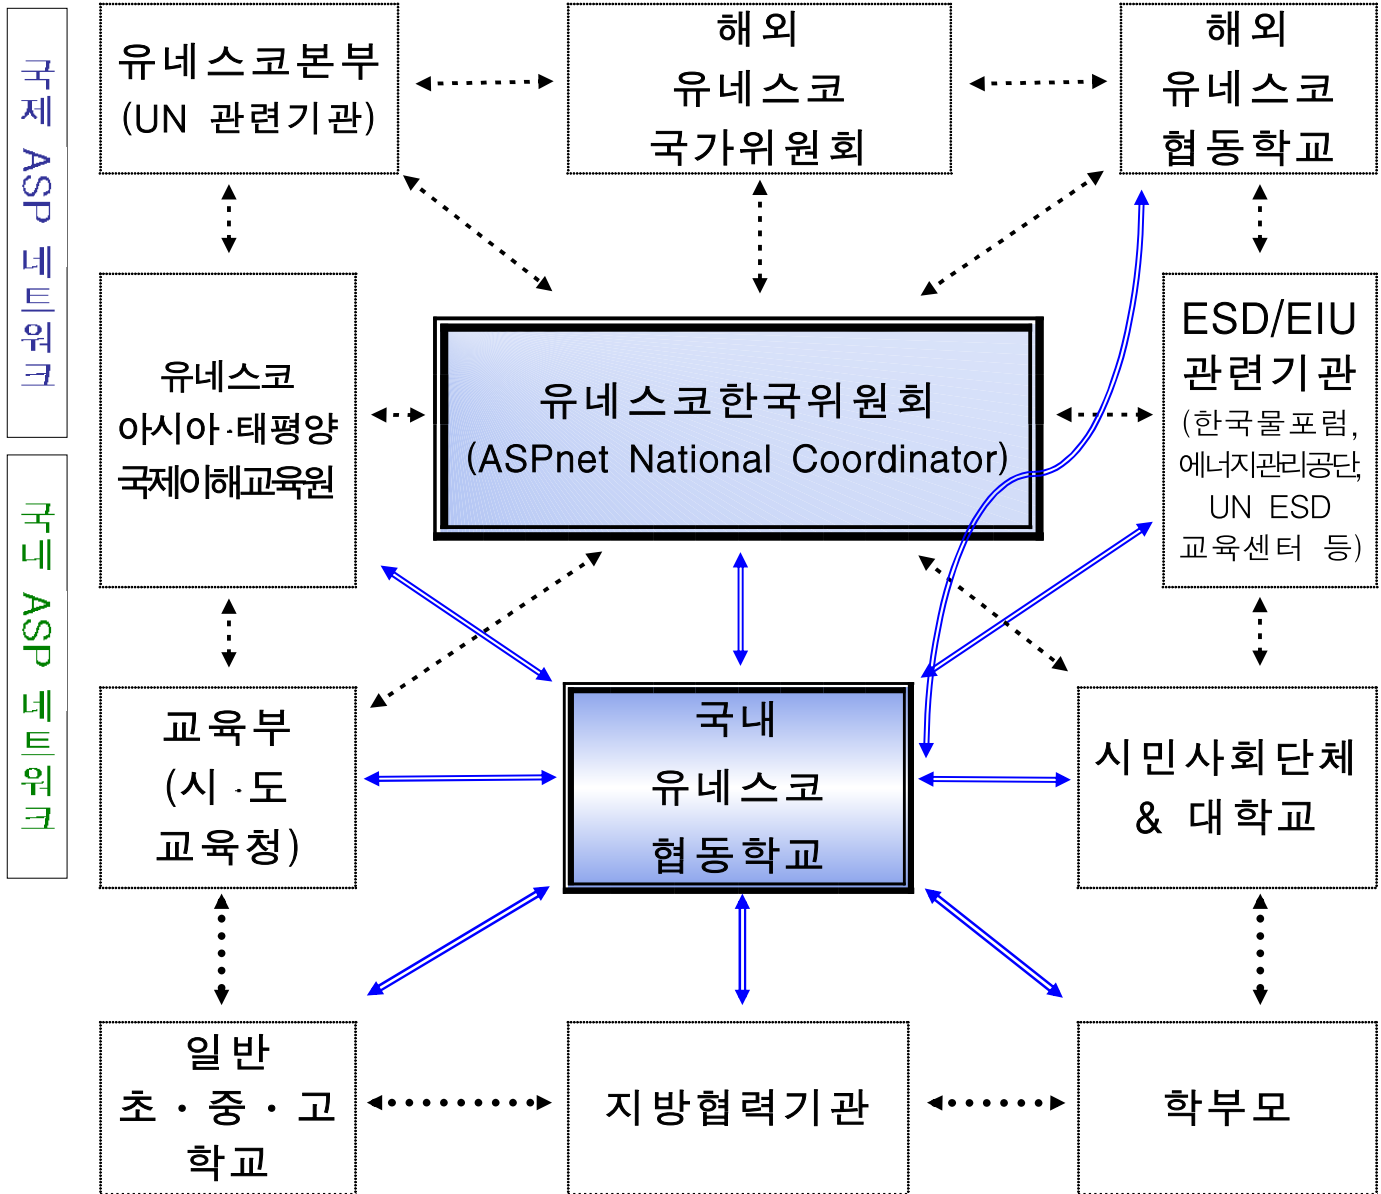 국제 ASP 네트워크
국내 ASP 네트워크
유네스코본부
(UN 관련기관)
해외
유네스코
국가위원회
해외
유네스코
협동학교
유네스코
아시아·태평양
국제이해교육원
유네스코한국위원회
(ASPnet National Coordinator)
ESD/EIU
관련기관
(한국물포럼,
에너지관리공단,
UN ESD
교육센터 등)
교육부
(시·도
교육청)
국내
유네스코
협동학교
시민사회단체
& 대학교
일반
초·중·고
학교
지방협력기관
학부모